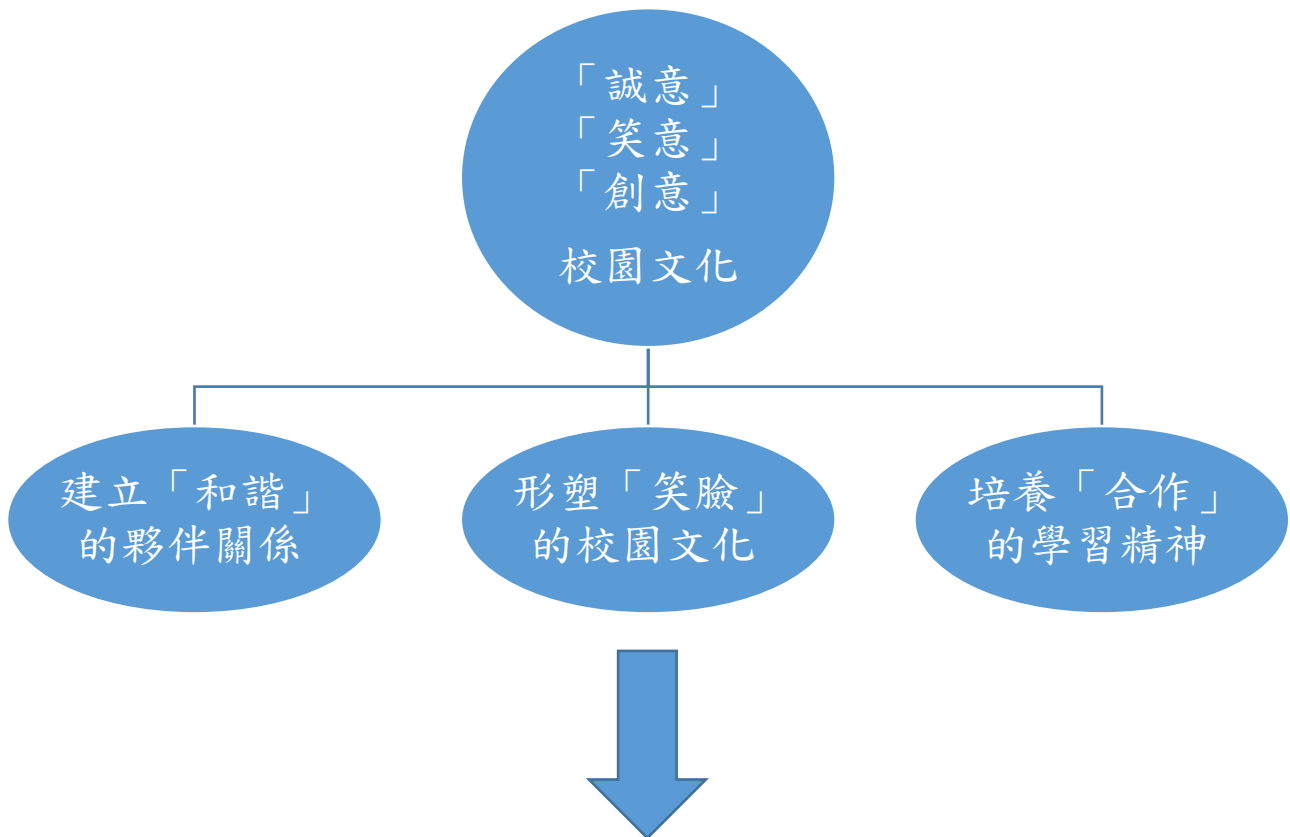 「誠意」
「笑意」
「創意」
校園文化
建立「和諧」
的夥伴關係
形塑「笑臉」
的校園文化
培養「合作」
的學習精神